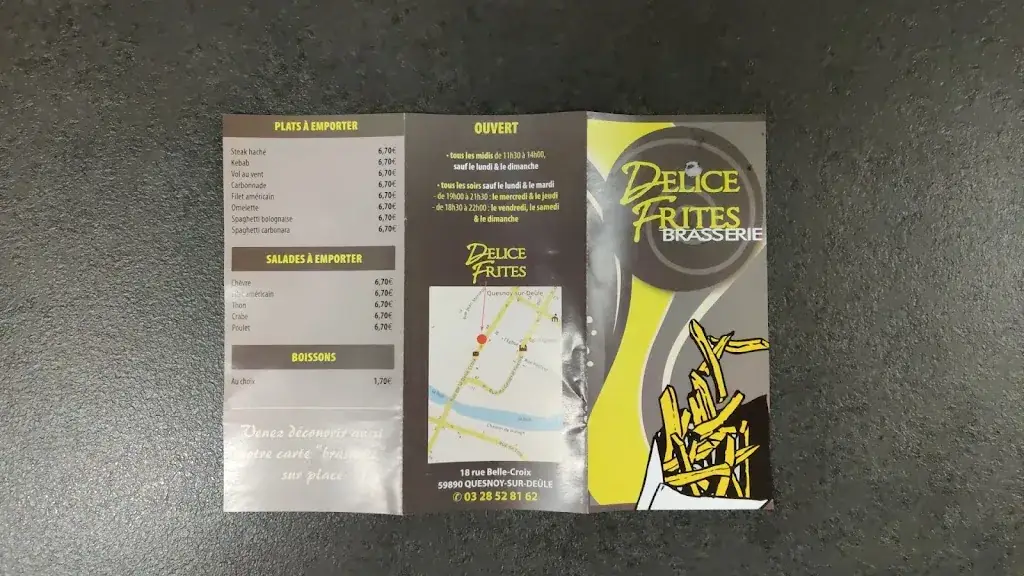 PLATS À EMPORTER
Steak haché 6,70€
Kebab 6,70€
Vol au vent 6,70€
Carbonnade 6,70€
Filet américain 6,70€
Omelette 6,70€
Spaghetti bolognaise 6,70€
Spaghetti carbonara 6,70€
SALADES À EMPORTER
Chèvre 6,70€
américain 6,70€
Thon 6,70€
Crabe 6,70€
Poulet 6,70€
BOISSONS
Au choix 1,70€
Venez découvrir aussi
notre carte "brasserie"
sur place
OUVERT
• tous les midis de 11h30 à 14h00,
sauf le lundi & le dimanche
• tous les soirs sauf le lundi & le mardi
- de 19h00 à 21h30 : le mercredi & le jeudi
- de 18h30 à 22h00 : le vendredi, le samedi
& le dimanche
DELICE
FRITES
Quesnoy-sur-Deûle
18 rue Belle-Croix
59890 QUESNOY-SUR-DEÛLE
✆ 03 28 52 81 62
DELICE
FRITES
BRASSERIE